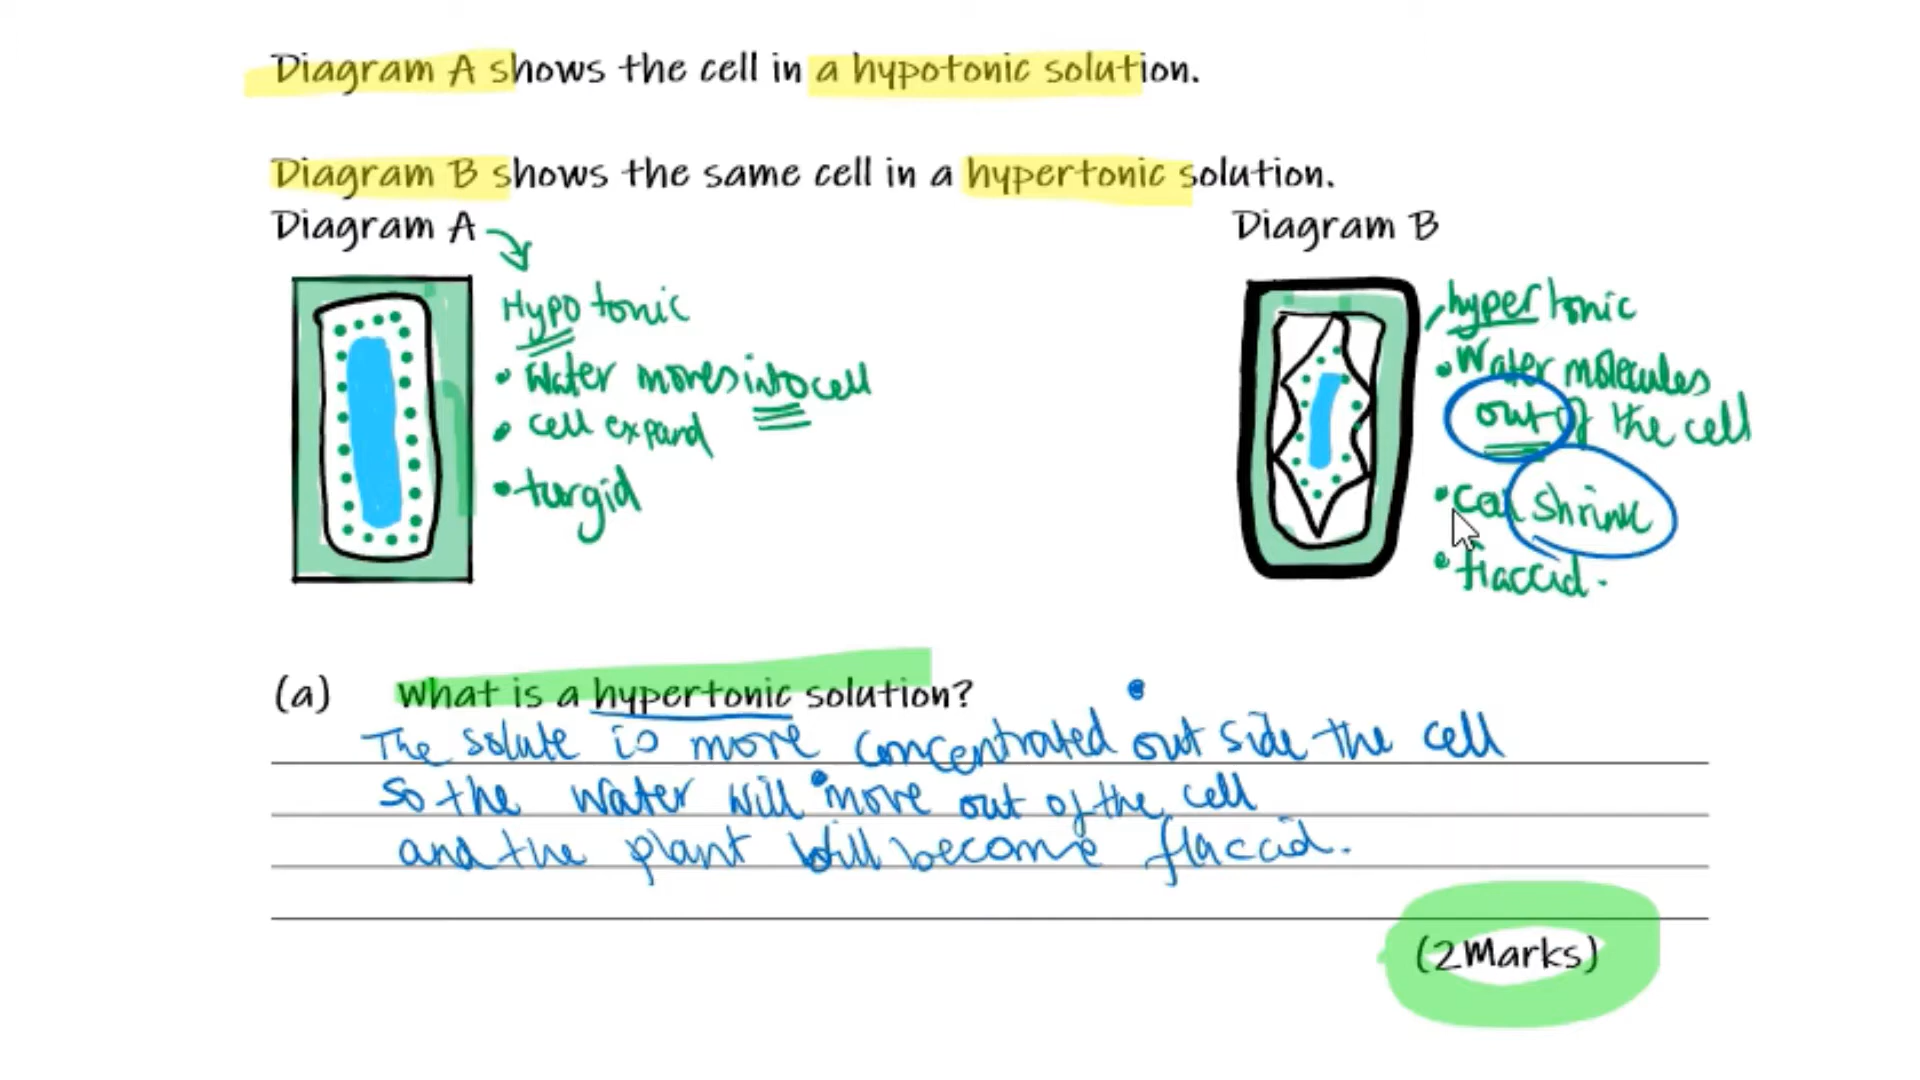 Diagram A shows the cell in a hypotonic solution.
Diagram B shows the same cell in a hypertonic solution.
Diagram A
Hypotonic
• Water moves into cell
• cell expand
• turgid
Diagram B
hypertonic
• Water molecules
out of the cell
• cell shrink
• flaccid.
(a) What is a hypertonic solution?
The solute is more concentrated out side the cell
So the water will move out of the cell
and the plant will become flaccid.
(2Marks)